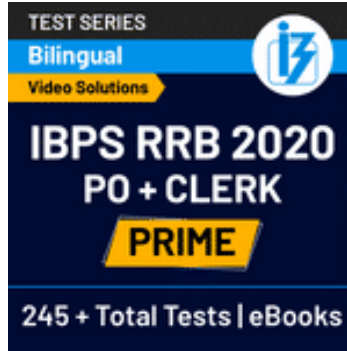 TEST SERIES
Bilingual
Video Solutions
IBPS RRB 2020
PO + CLERK
PRIME
245 + Total Tests | eBooks